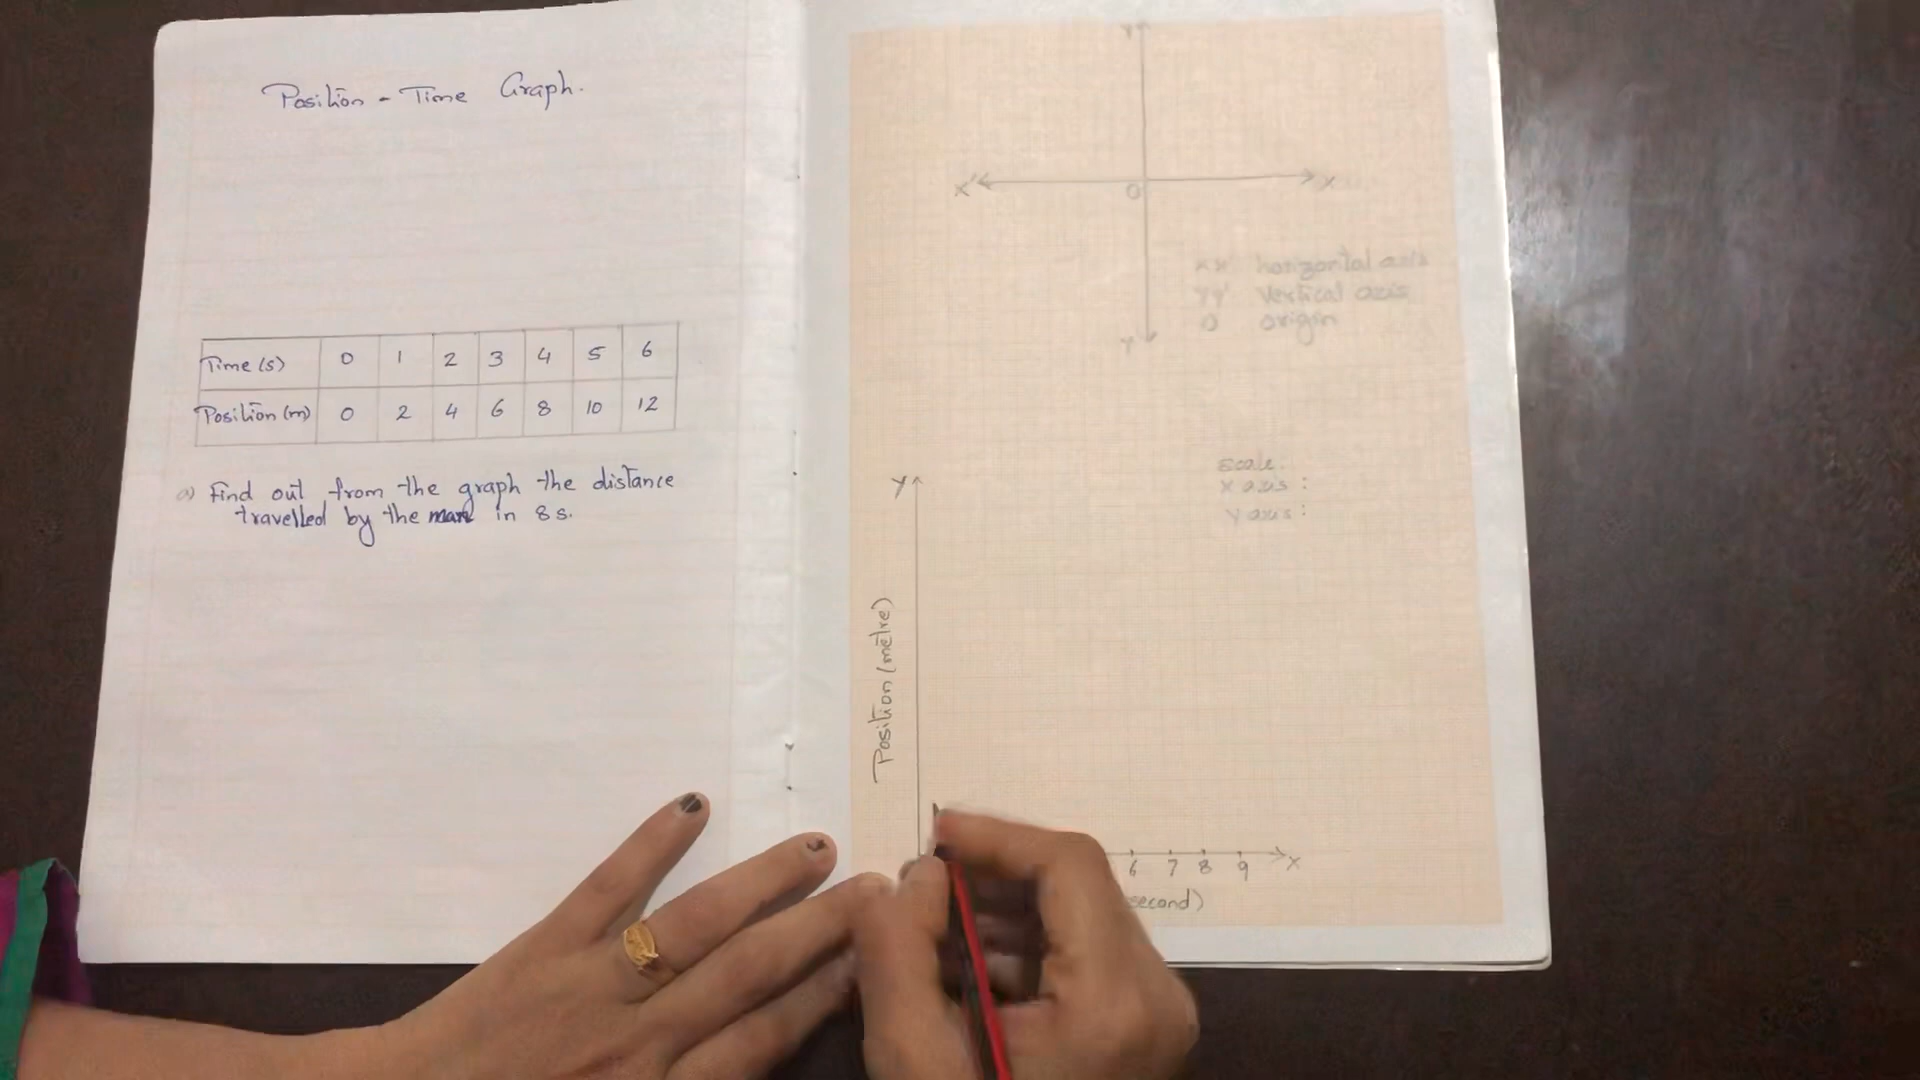 Position - Time Graph.
Time (s) 0 1 2 3 4 5 6
Position (m) 0 2 4 6 8 10 12
a) Find out from the graph the distance
travelled by the man in 8 s.
Y
X' O X
Y'
XX' horizontal axis
YY' vertical axis
O origin
scale.
X axis :
Y axis :
Y
Position (metre)
6 7 8 9 X
second)